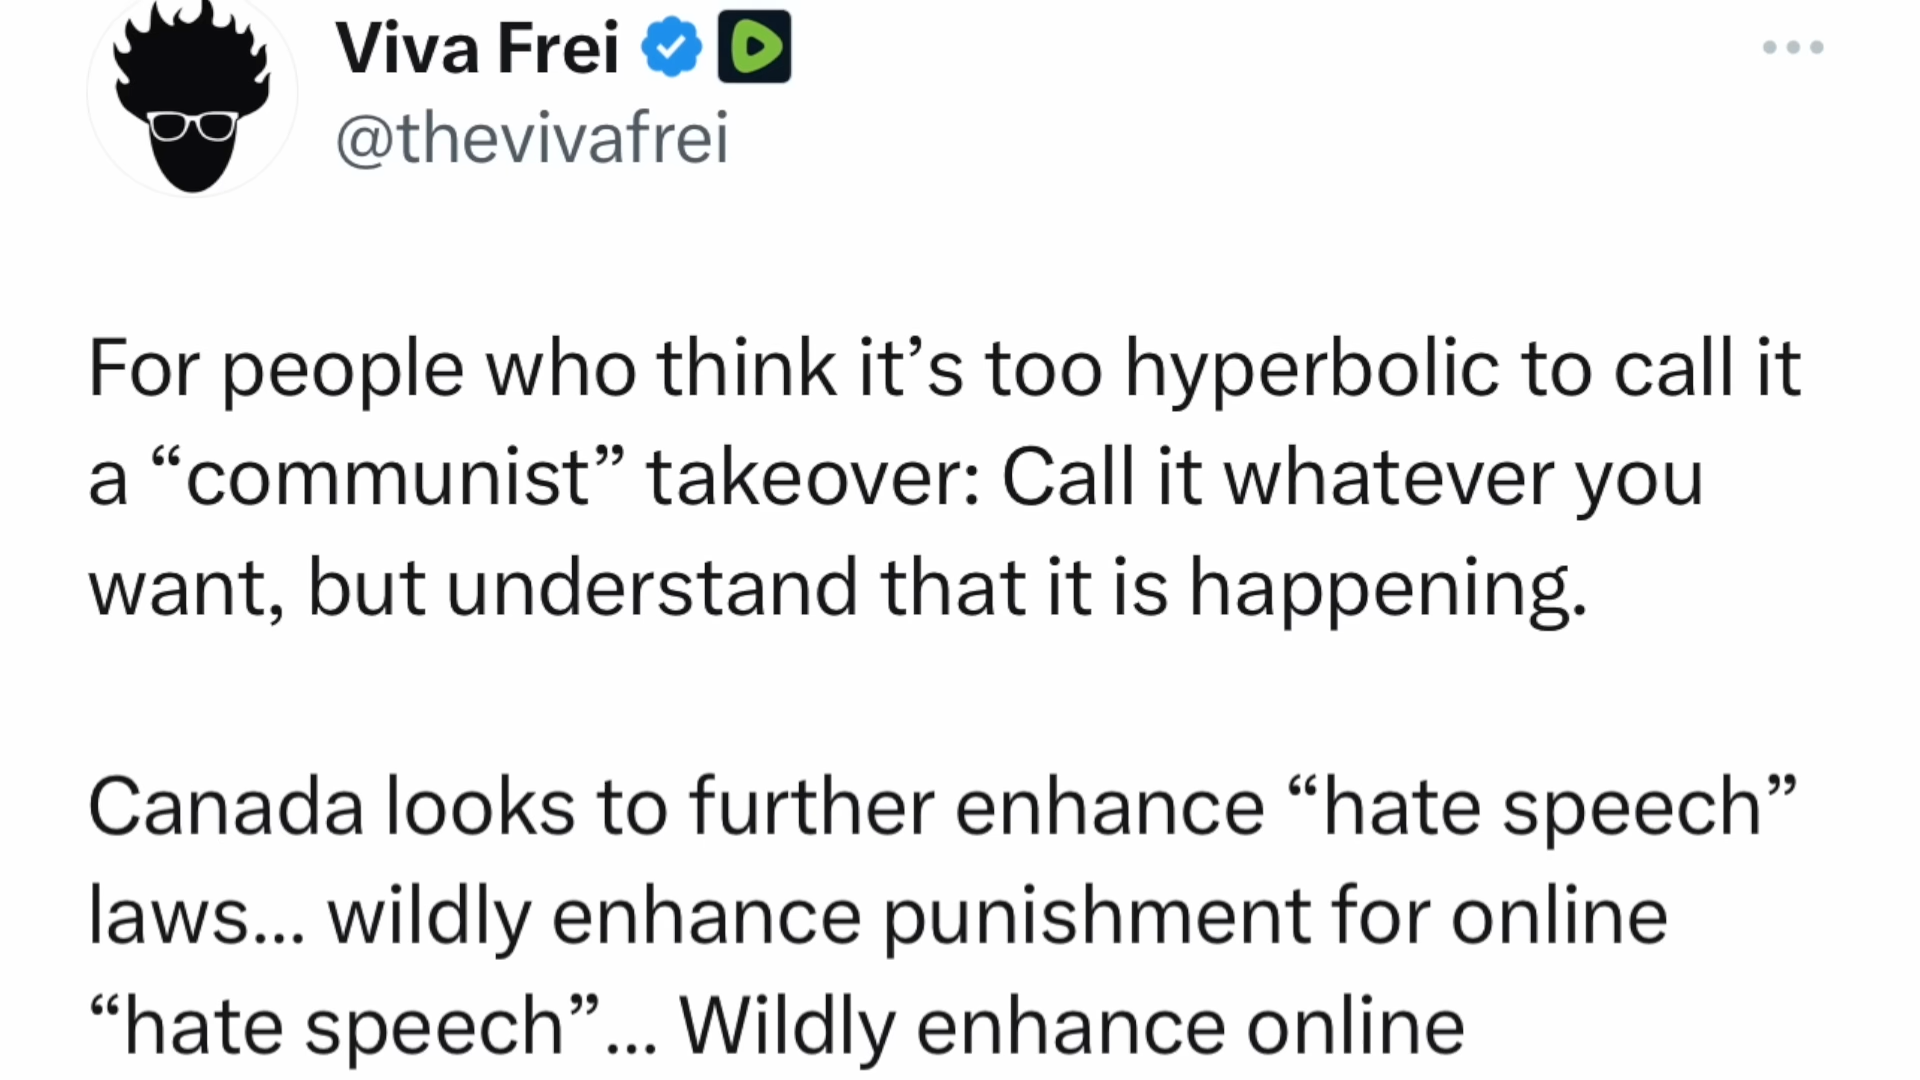 Viva Frei
@thevivafrei
For people who think it’s too hyperbolic to call it
a “communist” takeover: Call it whatever you
want, but understand that it is happening.
Canada looks to further enhance “hate speech”
laws... wildly enhance punishment for online
“hate speech”... Wildly enhance online